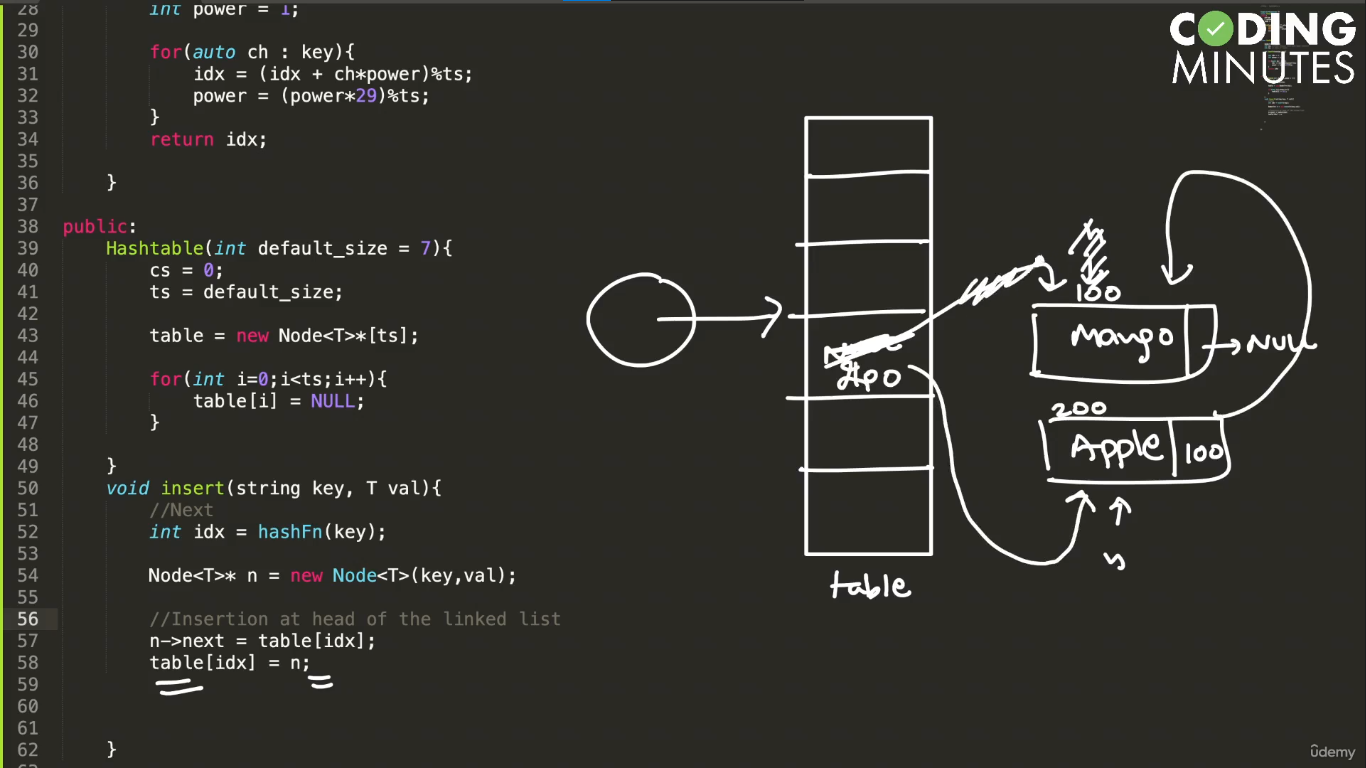 28 int power = 1;
29
30 for(auto ch : key){
31 idx = (idx + ch*power)%ts;
32 power = (power*29)%ts;
33 }
34 return idx;
35
36 }
37
38 public:
39 Hashtable(int default_size = 7){
40 cs = 0;
41 ts = default_size;
42
43 table = new Node<T>*[ts];
44
45 for(int i=0;i<ts;i++){
46 table[i] = NULL;
47 }
48
49 }
50 void insert(string key, T val){
51 //Next
52 int idx = hashFn(key);
53
54 Node<T>* n = new Node<T>(key,val);
55
56 //Insertion at head of the linked list
57 n->next = table[idx];
58 table[idx] = n;
59
60
61
62 }
CODING
MINUTES
100
Mango
NULL
200
Apple 100
n
table
ûdemy